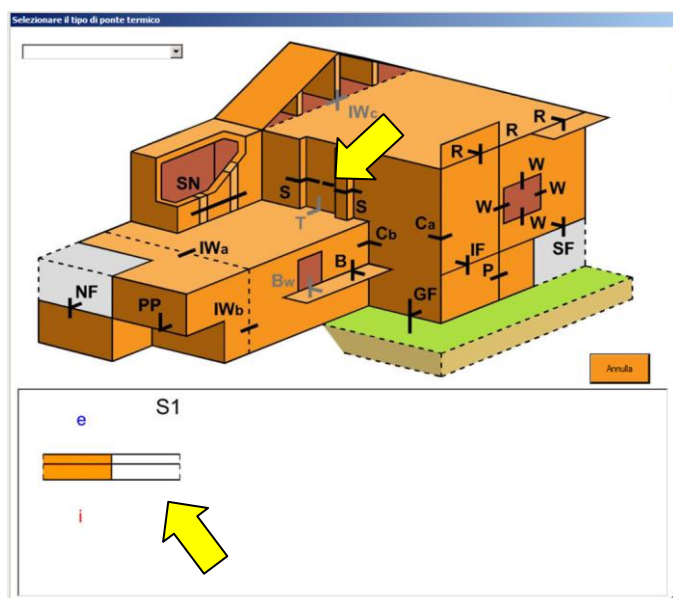 Selezionare il tipo di ponte termico
IWc
R
R
R
SN
W
W
W
W
S
S
T
Ca
Cb
IWa
IF
SF
B
P
Bw
NF
PP
IWb
GF
Annulla
S1
e
i